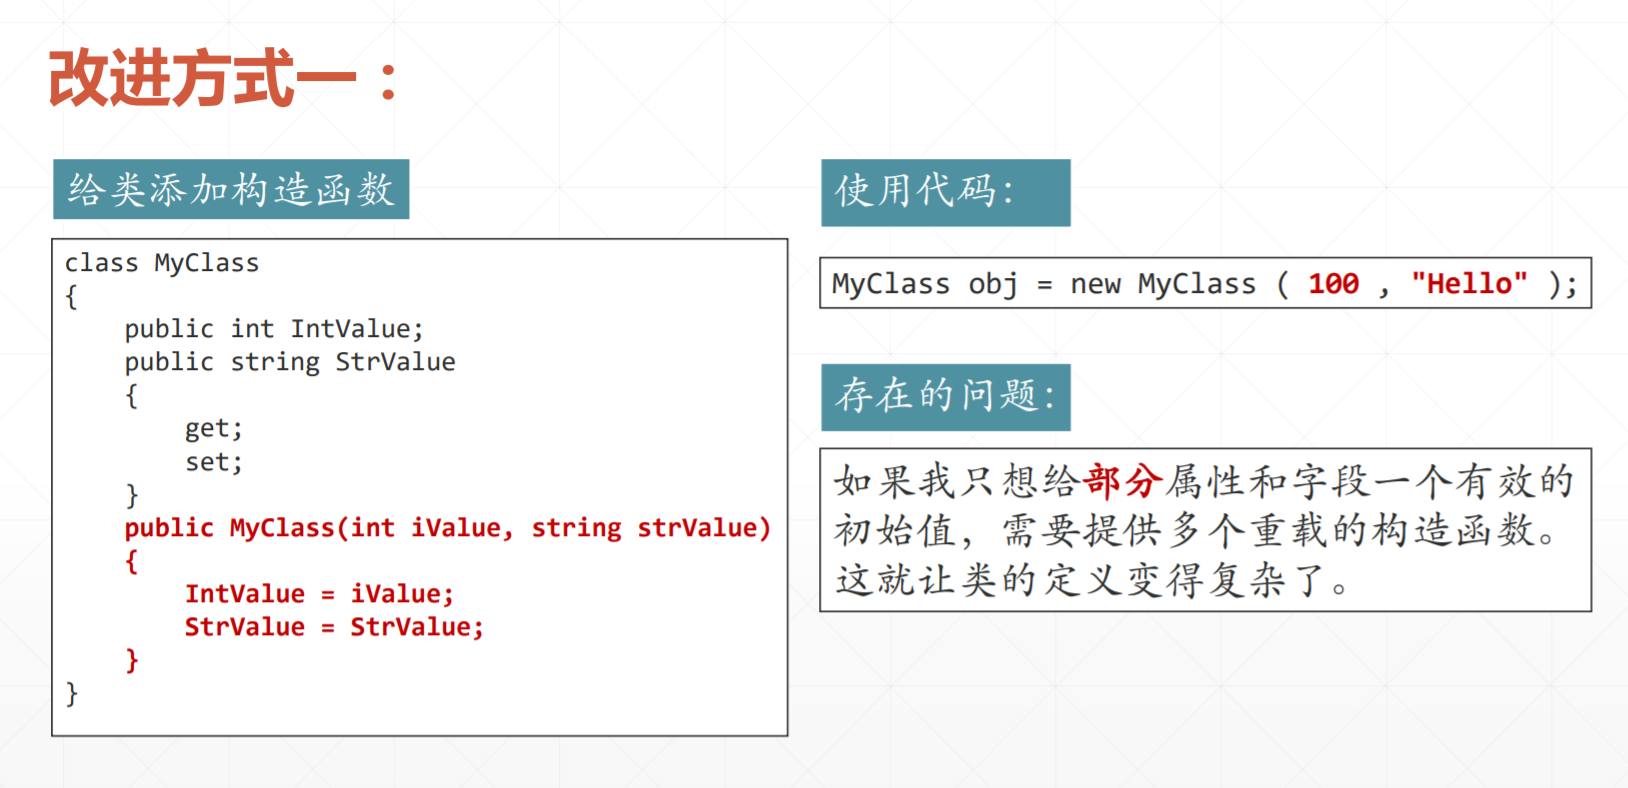 改进方式一：
给类添加构造函数
class MyClass
{
    public int IntValue;
    public string StrValue
    {
        get;
        set;
    }
    public MyClass(int iValue, string strValue)
    {
        IntValue = iValue;
        StrValue = StrValue;
    }
}
使用代码：
MyClass obj = new MyClass ( 100 , "Hello" );
存在的问题：
如果我只想给部分属性和字段一个有效的
初始值，需要提供多个重载的构造函数。
这就让类的定义变得复杂了。